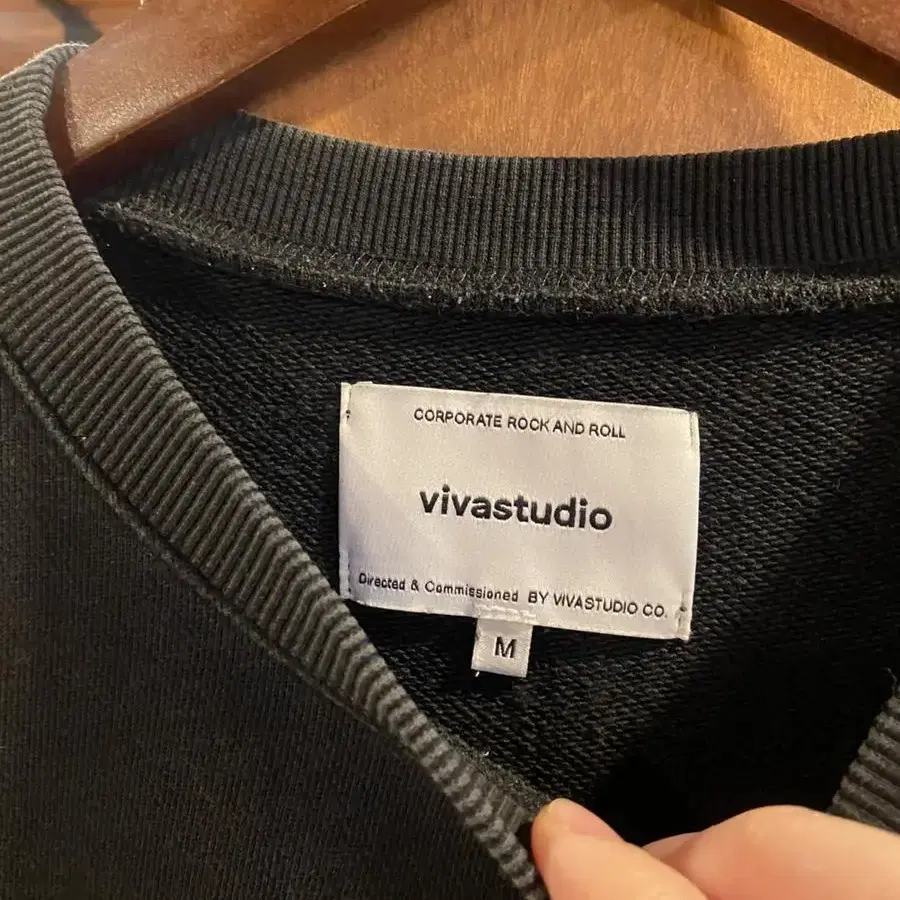 CORPORATE ROCK AND ROLL
vivastudio
Directed & Commissioned BY VIVASTUDIO CO.
M